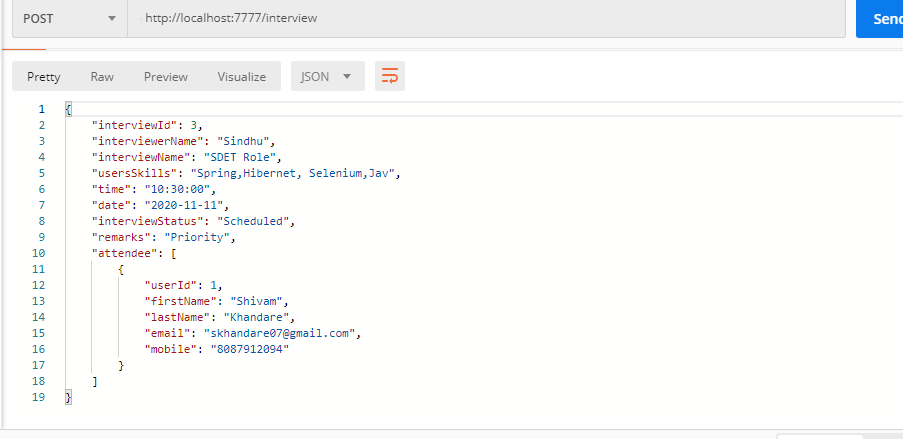 POST http://localhost:7777/interview Send
Pretty Raw Preview Visualize JSON
1 {
2 "interviewId": 3,
3 "interviewerName": "Sindhu",
4 "interviewName": "SDET Role",
5 "usersSkills": "Spring,Hibernet, Selenium,Jav",
6 "time": "10:30:00",
7 "date": "2020-11-11",
8 "interviewStatus": "Scheduled",
9 "remarks": "Priority",
10 "attendee": [
11 {
12 "userId": 1,
13 "firstName": "Shivam",
14 "lastName": "Khandare",
15 "email": "skhandare07@gmail.com",
16 "mobile": "8087912094"
17 }
18 ]
19 }